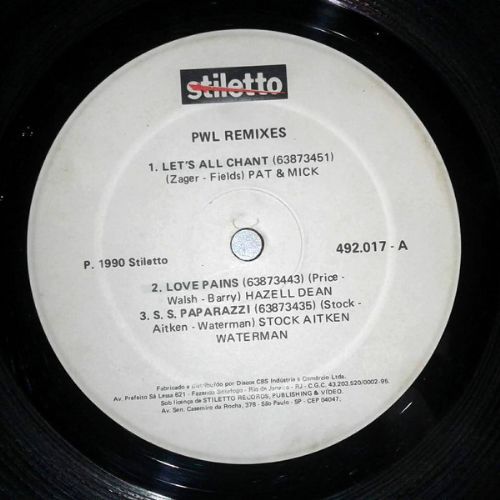 stiletto
PWL REMIXES
1. LET'S ALL CHANT (63873451)
(Zager - Fields) PAT & MICK
P. 1990 Stiletto
492.017 - A
2. LOVE PAINS (63873443) (Price -
Walsh - Barry) HAZELL DEAN
3. S. S. PAPARAZZI (63873435) (Stock -
Aitken - Waterman) STOCK AITKEN
WATERMAN
Fabricado e distribuído por Discos CBS Indústria e Comércio Ltda.
Av. Prefeito Sá Lessa 621 - Fazenda Botafogo - Rio de Janeiro - RJ - C.G.C. 43.203.520/0002-96.
Sob licença de STILETTO RECORDS, PUBLISHING & VÍDEO.
Av. Sen. Casemiro da Rocha, 378 - São Paulo - SP - CEP 04047.